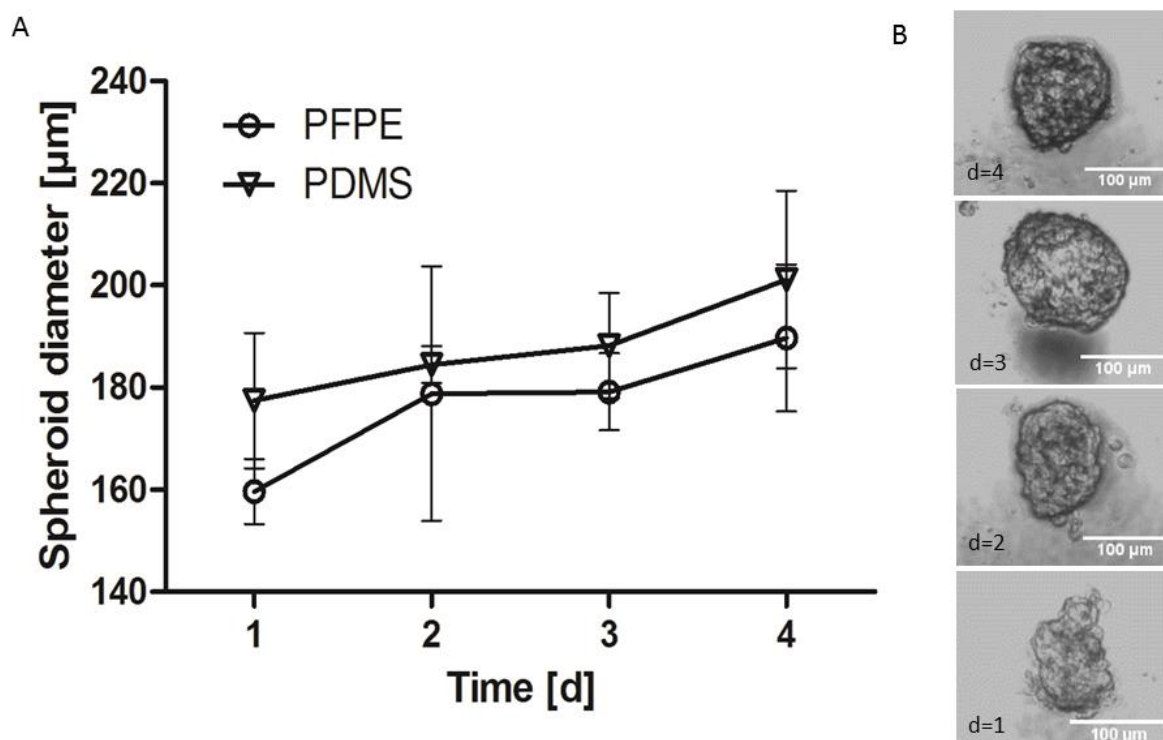 A
Spheroid diameter [µm]
240
220
200
180
160
140
PFPE
PDMS
1 2 3 4
Time [d]
B
d=4
100 µm
d=3
100 µm
d=2
100 µm
d=1
100 µm